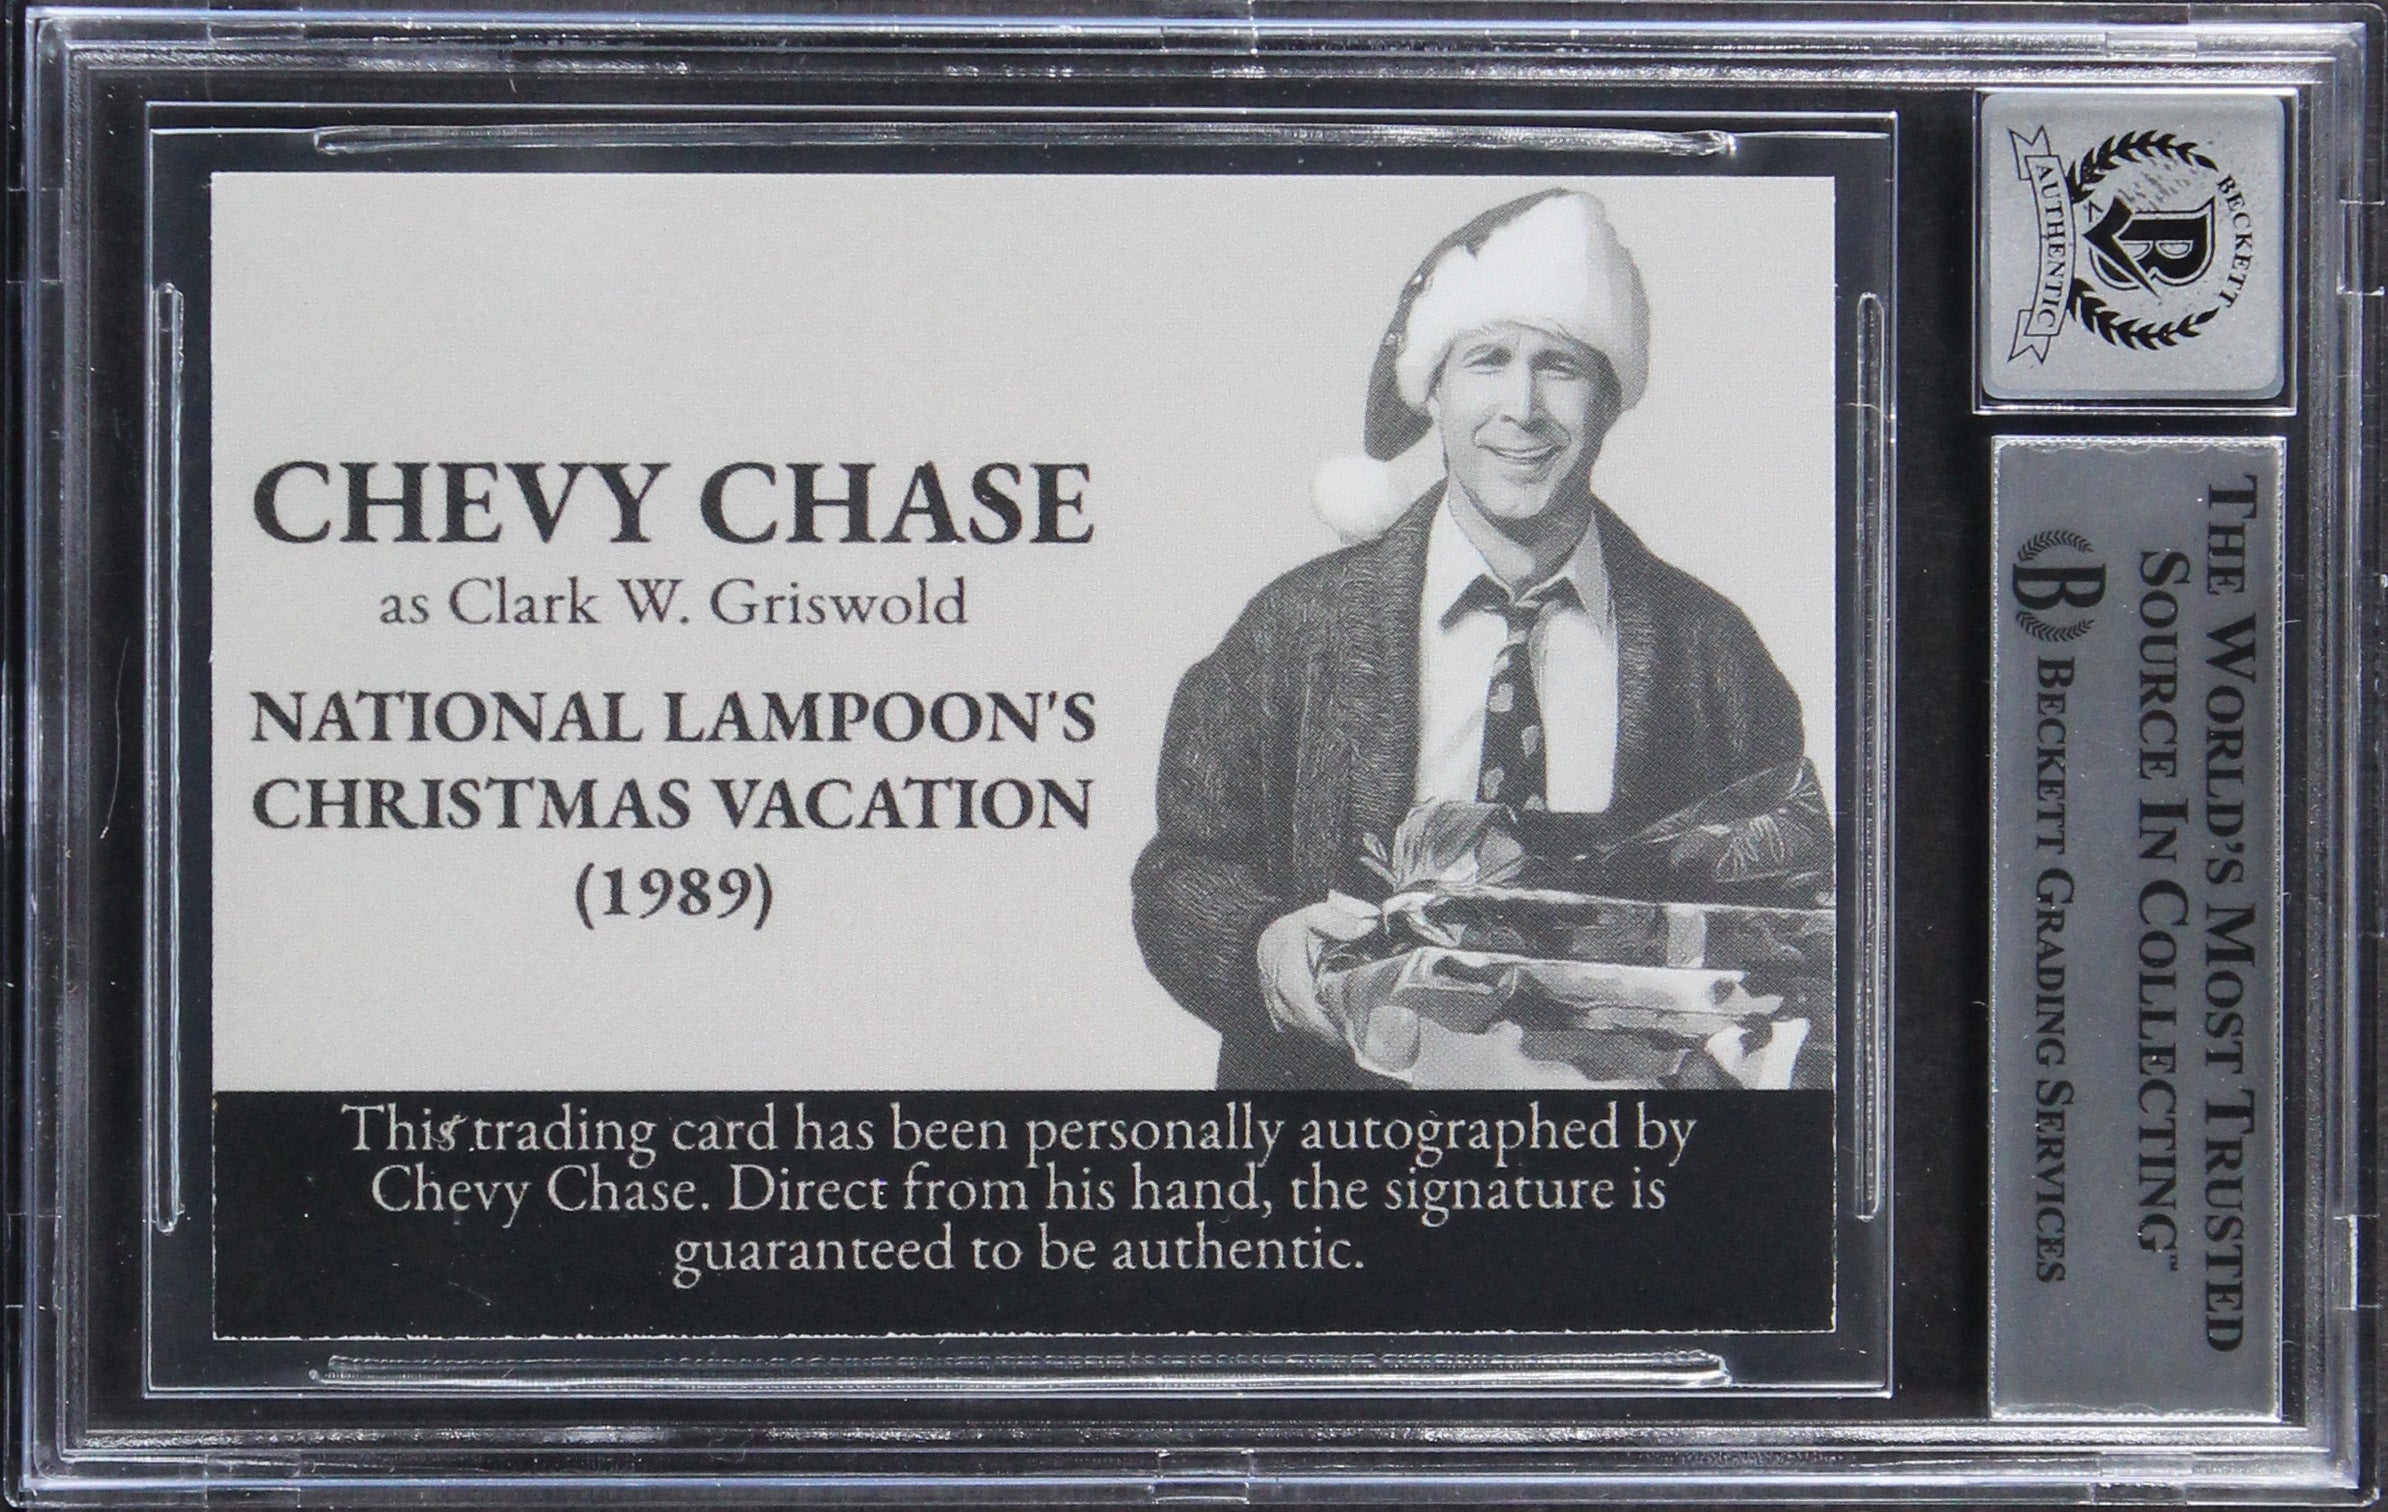 CHEVY CHASE
as Clark W. Griswold
NATIONAL LAMPOON'S
CHRISTMAS VACATION
(1989)
This trading card has been personally autographed by
Chevy Chase. Direct from his hand, the signature is
guaranteed to be authentic.
BECKETT
B
AUTHENTIC
THE WORLD'S MOST TRUSTED
SOURCE IN COLLECTING™
B BECKETT GRADING SERVICES